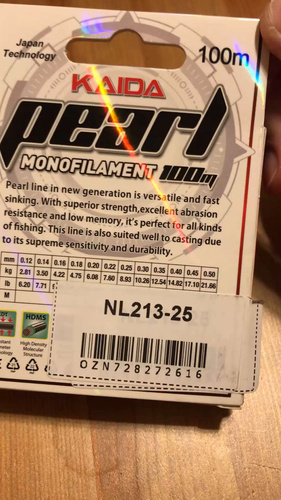 Japan
Technology
100m
KAIDA
pearl
MONOFILAMENT 100m
Pearl line in new generation is versatile and fast
sinking. With superior strength,excellent abrasion
resistance and low memory, it's perfect for all kinds
of fishing. This line is also suited well to casting due
to its supreme sensitivity and durability.
mm 0.12 0.14 0.16 0.18 0.20 0.22 0.25 0.30 0.35 0.40 0.45 0.50
kg 2.81 3.50 4.22 4.75 6.08 7.60 8.93 10.26 12.54 14.82 17.10 21.66
lb 6.20 7.71
M
NL213-25
OZN728272616
HDMS
High Density
Molecular
Structure